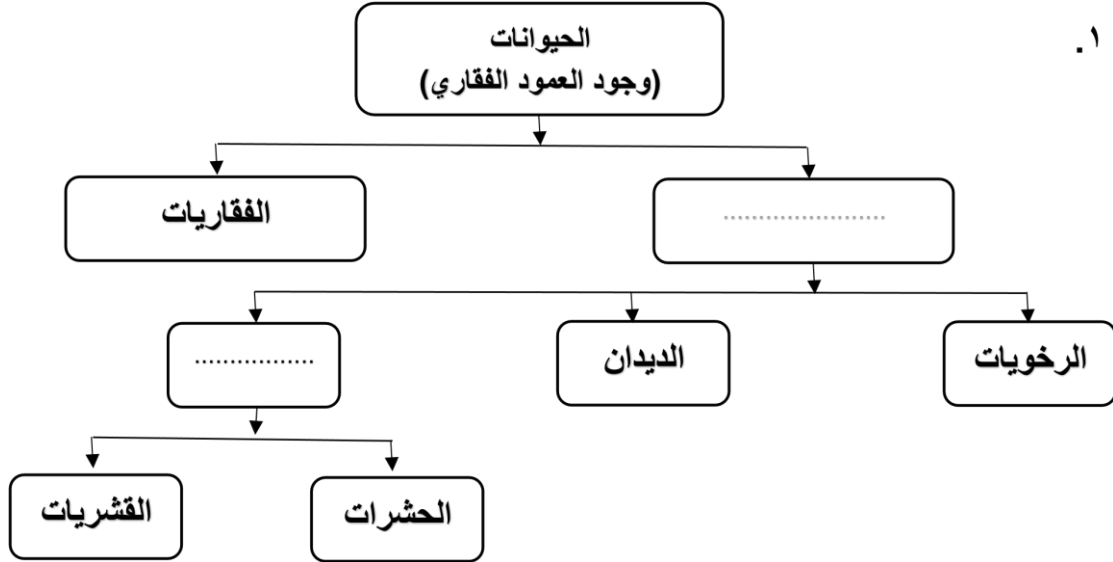 ١.
الحيوانات
(وجود العمود الفقاري)
.......................
الفقاريات
الرخويات
الديدان
.................
الحشرات
القشريات